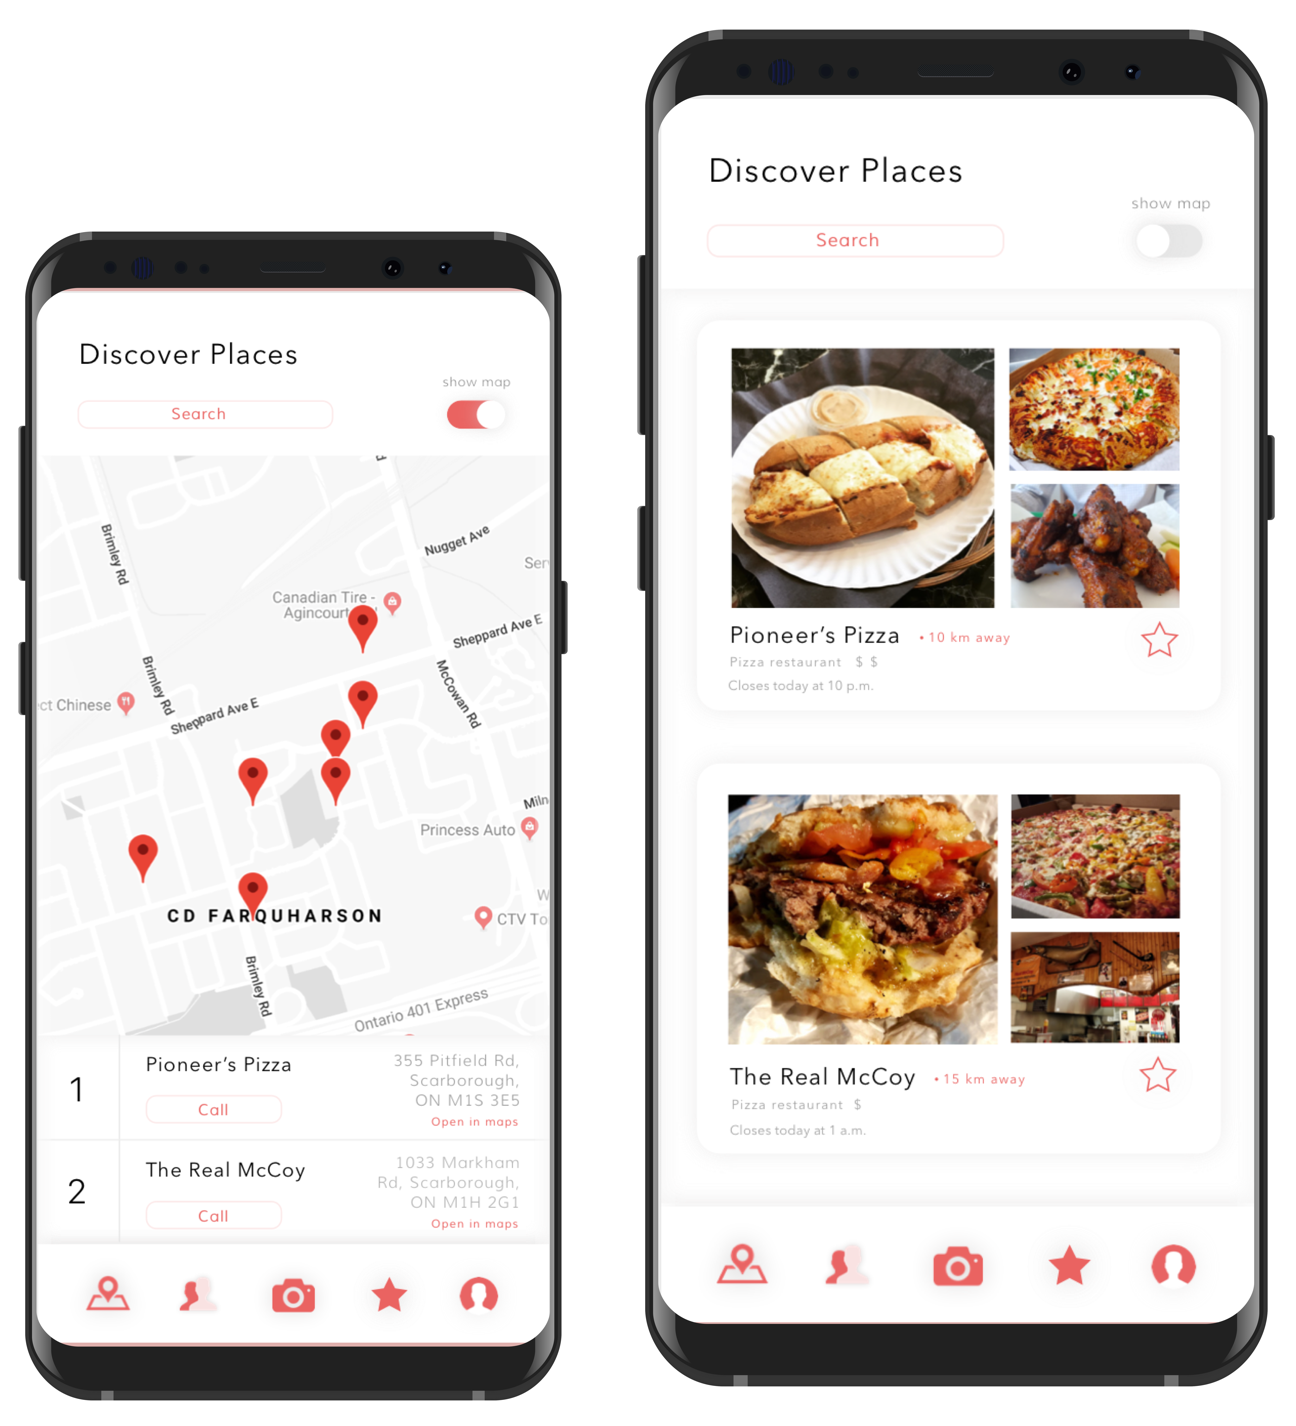 Discover Places
show map
Search
Nugget Ave
Brimley Rd
Canadian Tire -
Agincourt
Sheppard Ave E
Brimley Rd
McCowan Rd
Chinese
Sheppard Ave E
Princess Auto
CD FARQUHARSON
CTV
Brimley Rd
Ontario 401 Express
1
Pioneer’s Pizza
Call
355 Pitfield Rd,
Scarborough,
ON M1S 3E5
Open in maps
2
The Real McCoy
Call
1033 Markham
Rd, Scarborough,
ON M1H 2G1
Open in maps
Discover Places
show map
Search
Pioneer’s Pizza • 10 km away
Pizza restaurant $ $
Closes today at 10 p.m.
The Real McCoy • 15 km away
Pizza restaurant $
Closes today at 1 a.m.